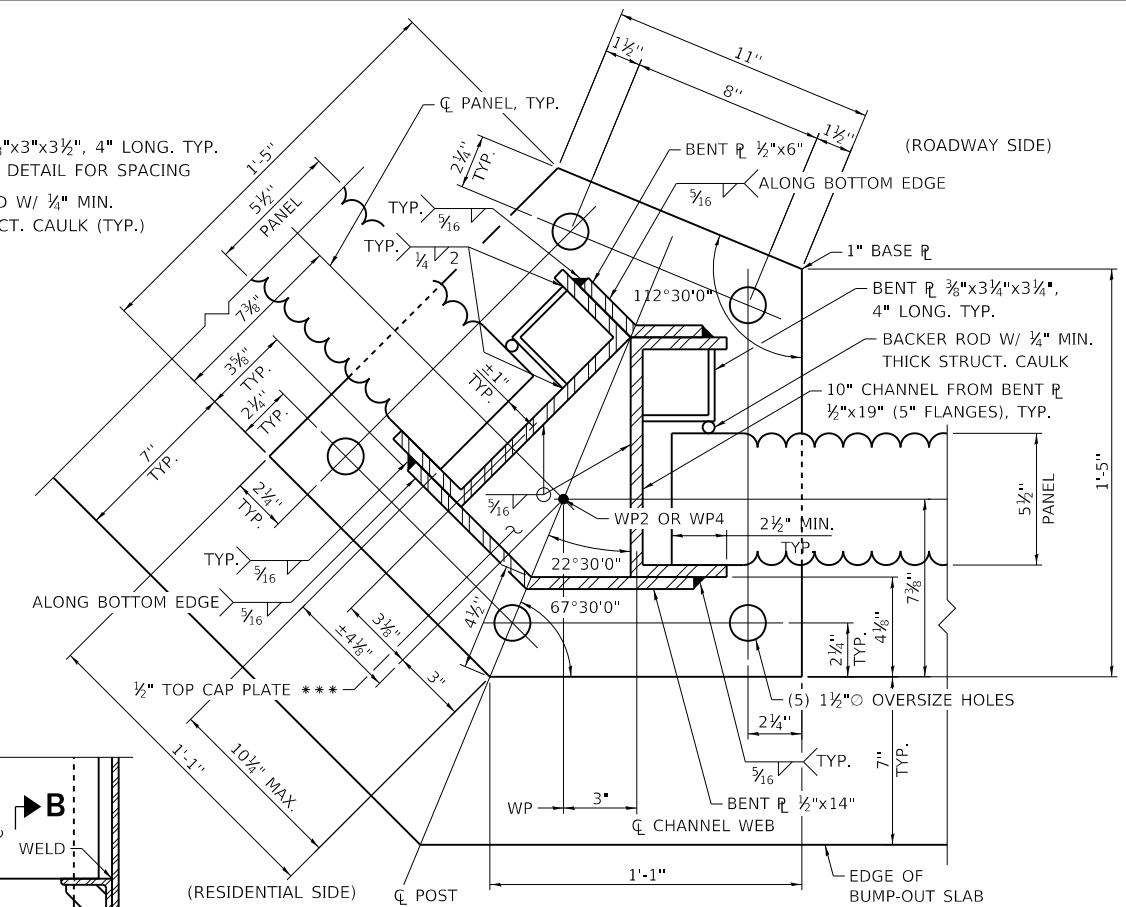 11"
1½"
8"
1½"
℄ PANEL, TYP.
(ROADWAY SIDE)
x3"x3½", 4" LONG. TYP.
DETAIL FOR SPACING
W/ ¼" MIN.
CAULK (TYP.)
1'-5"
2¼"
TYP.
BENT ℞ ½"x6"
ALONG BOTTOM EDGE
5/16
5½"
PANEL
TYP.
5/16
TYP.
¼
2
1" BASE ℞
112°30'0"
BENT ℞ ⅜"x3¼"x3¼",
4" LONG. TYP.
7⅜"
BACKER ROD W/ ¼" MIN.
THICK STRUCT. CAULK
3⅝"
TYP.
±1"
TYP.
10" CHANNEL FROM BENT ℞
½"x19" (5" FLANGES), TYP.
2¼"
TYP.
7"
TYP.
5½"
PANEL
1'-5"
2¼"
TYP.
5/16
WP2 OR WP4
2½" MIN.
TYP.
TYP.
5/16
22°30'0"
7⅜"
ALONG BOTTOM EDGE
5/16
67°30'0"
4½"
3⅛"
±4⅛"
3"
4⅛"
2¼"
TYP.
½" TOP CAP PLATE ***
(5) 1½"∅ OVERSIZE HOLES
2¼"
1'-1"
10¼" MAX.
5/16
TYP.
7"
TYP.
B
WP
3"
BENT ℞ ½"x14"
℄ CHANNEL WEB
WELD
1'-1"
(RESIDENTIAL SIDE)
℄ POST
EDGE OF
BUMP-OUT SLAB